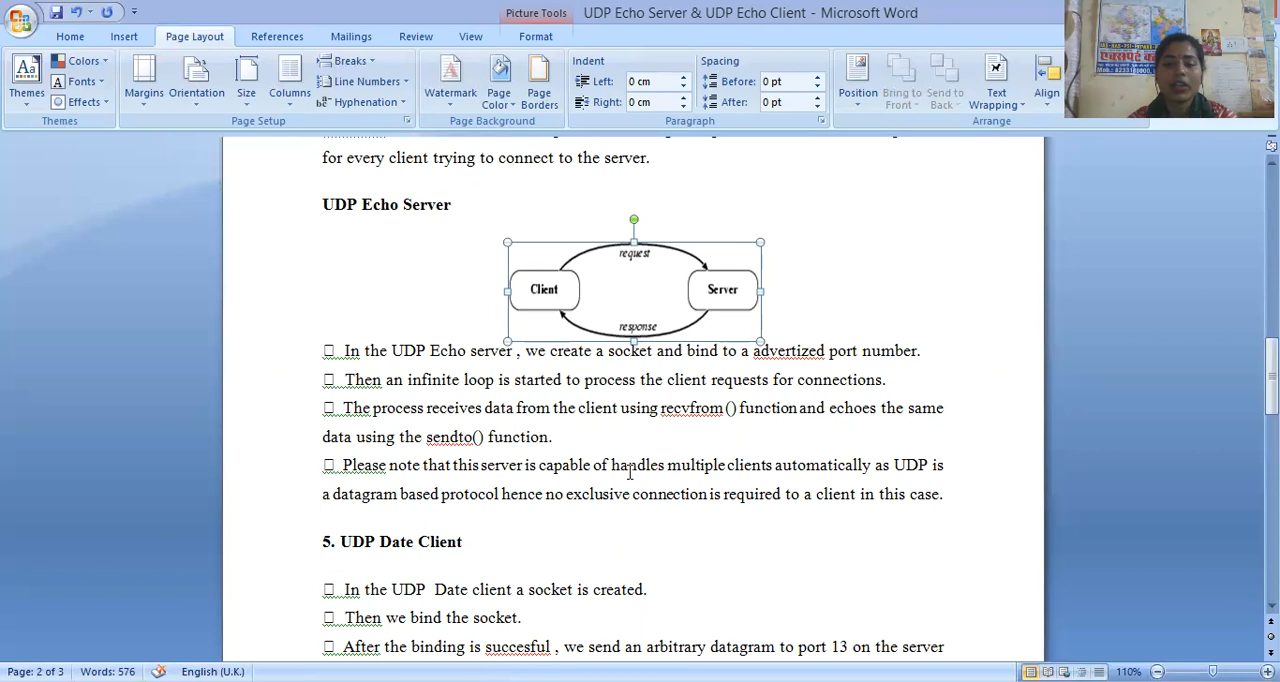 UDP Echo Server & UDP Echo Client - Microsoft Word
Picture Tools
Home Insert Page Layout References Mailings Review View Format
Themes
Colors
Fonts
Effects
Themes
Margins Orientation Size Columns
Breaks
Line Numbers
Hyphenation
Page Setup
Watermark Page Color Page Borders
Page Background
Indent
Left: 0 cm
Right: 0 cm
Spacing
Before: 0 pt
After: 0 pt
Paragraph
Position Bring to Front Send to Back Text Wrapping Align
Arrange
for every client trying to connect to the server.
UDP Echo Server
request
Client Server
response
In the UDP Echo server , we create a socket and bind to a advertized port number.
Then an infinite loop is started to process the client requests for connections.
The process receives data from the client using recvfrom () function and echoes the same
data using the sendto() function.
Please note that this server is capable of handles multiple clients automatically as UDP is
a datagram based protocol hence no exclusive connection is required to a client in this case.
5. UDP Date Client
In the UDP Date client a socket is created.
Then we bind the socket.
After the binding is succesful , we send an arbitrary datagram to port 13 on the server
Page: 2 of 3 Words: 576 English (U.K.) 110%